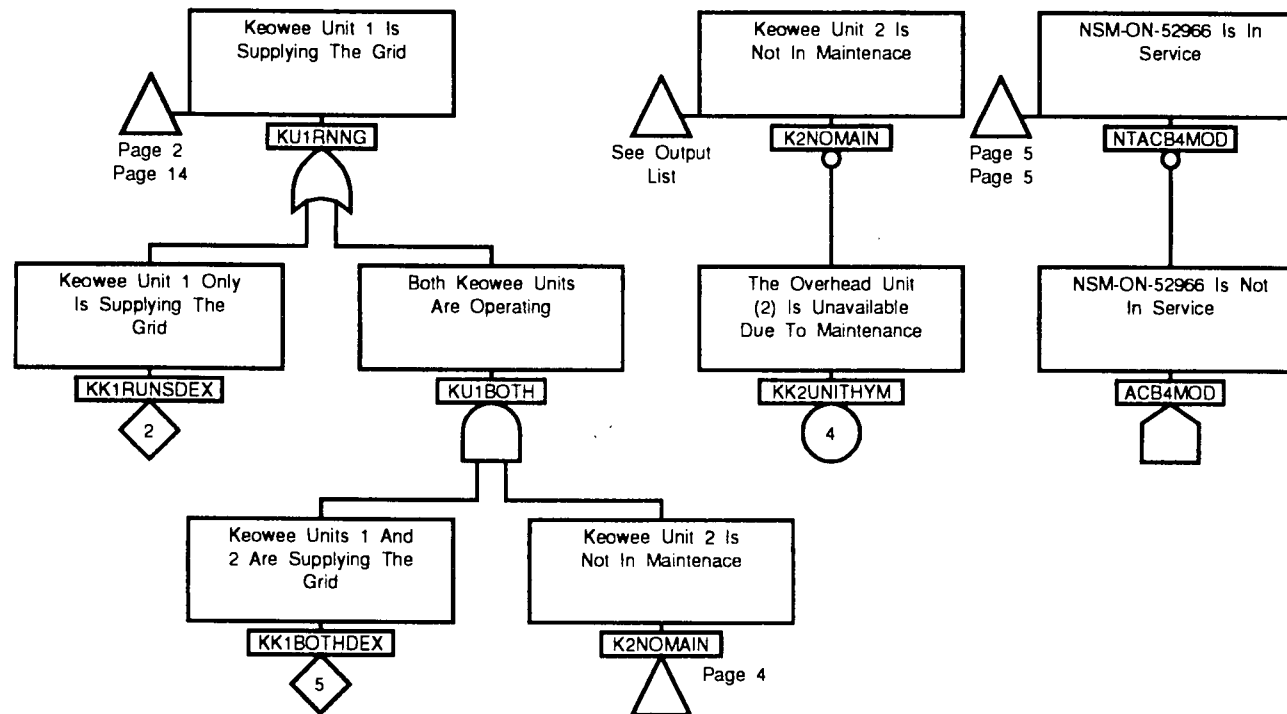 Keowee Unit 1 Is
Supplying The Grid
Page 2
Page 14
KU1RNNG
Keowee Unit 2 Is
Not In Maintenace
See Output
List
K2NOMAIN
NSM-ON-52966 Is In
Service
Page 5
Page 5
NTACB4MOD
Keowee Unit 1 Only
Is Supplying The
Grid
KK1RUNSDEX
2
Both Keowee Units
Are Operating
KU1BOTH
The Overhead Unit
(2) Is Unavailable
Due To Maintenance
KK2UNITHYM
4
NSM-ON-52966 Is Not
In Service
ACB4MOD
Keowee Units 1 And
2 Are Supplying The
Grid
KK1BOTHDEX
5
Keowee Unit 2 Is
Not In Maintenace
K2NOMAIN
Page 4